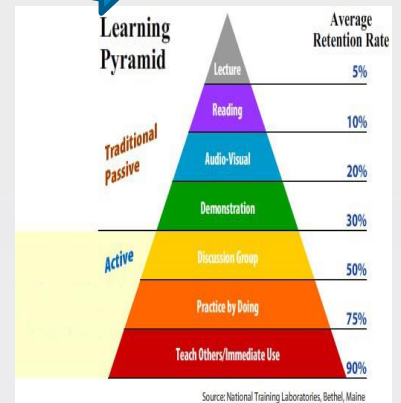 Learning
Pyramid
Average
Retention Rate
Lecture
5%
Reading
10%
Traditional
Passive
Audio-Visual
20%
Demonstration
30%
Active
Discussion Group
50%
Practice by Doing
75%
Teach Others/Immediate Use
90%
Source: National Training Laboratories, Bethel, Maine